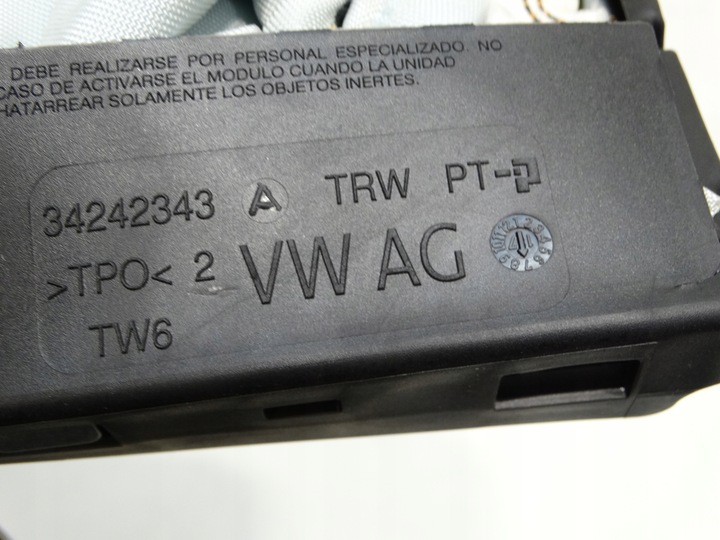 DEBE REALIZARSE POR PERSONAL ESPECIALIZADO. NO
CASO DE ACTIVARSE EL MODULO CUANDO LA UNIDAD
HATARREAR SOLAMENTE LOS OBJETOS INERTES.
34242343 A TRW PT-
>TPO< 2 VW AG
TW6